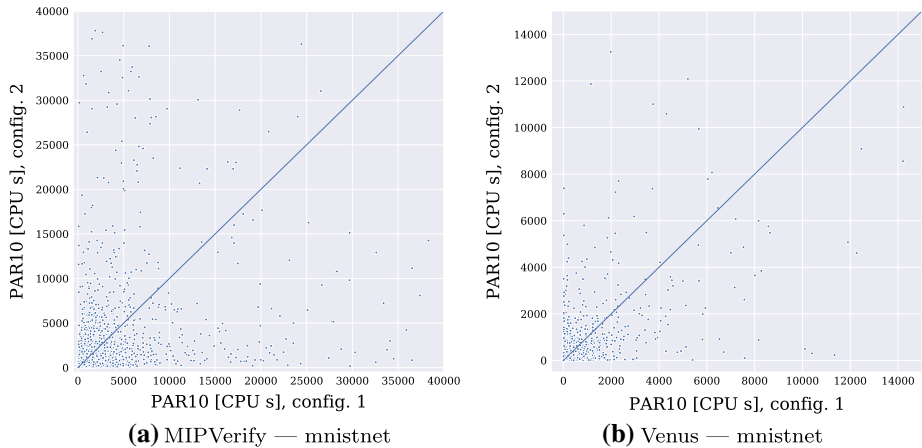 40000
35000
30000
25000
20000
15000
10000
5000
0
PAR10 [CPU s], config. 2
0 5000 10000 15000 20000 25000 30000 35000 40000
PAR10 [CPU s], config. 1
(a) MIPVerify — mnistnet
14000
12000
10000
8000
6000
4000
2000
0
PAR10 [CPU s], config. 2
0 2000 4000 6000 8000 10000 12000 14000
PAR10 [CPU s], config. 1
(b) Venus — mnistnet